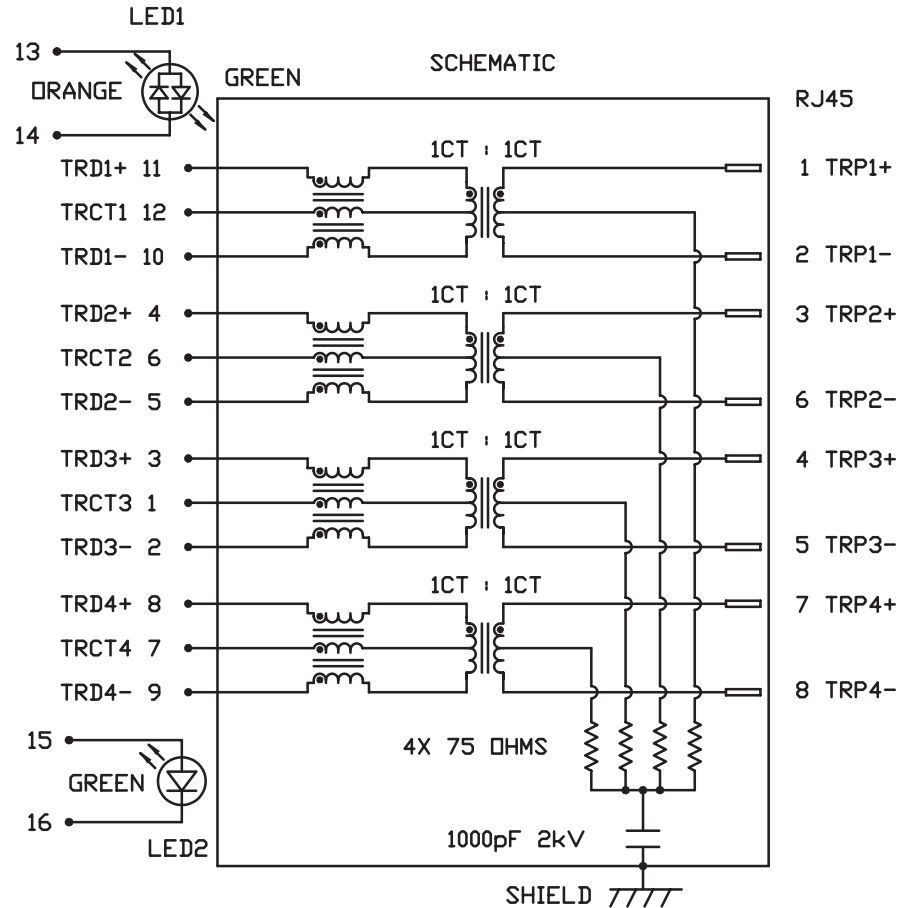 LED1
13
SCHEMATIC
GREEN
ORANGE
RJ45
14
1CT : 1CT
TRD1+ 11
1 TRP1+
TRCT1 12
TRD1- 10
2 TRP1-
1CT : 1CT
TRD2+ 4
3 TRP2+
TRCT2 6
TRD2- 5
6 TRP2-
1CT : 1CT
TRD3+ 3
4 TRP3+
TRCT3 1
TRD3- 2
5 TRP3-
1CT : 1CT
TRD4+ 8
7 TRP4+
TRCT4 7
TRD4- 9
8 TRP4-
15
4X 75 OHMS
GREEN
16
LED2
1000pF 2kV
SHIELD